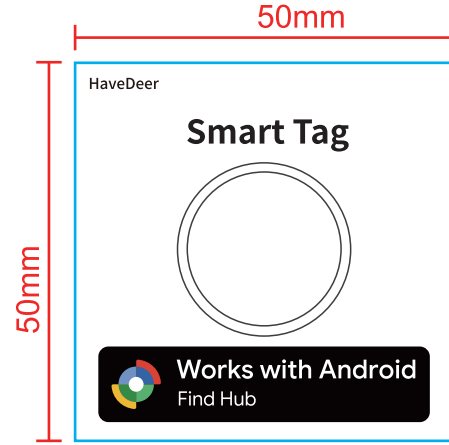 50mm
HaveDeer
Smart Tag
50mm
Works with Android
Find Hub